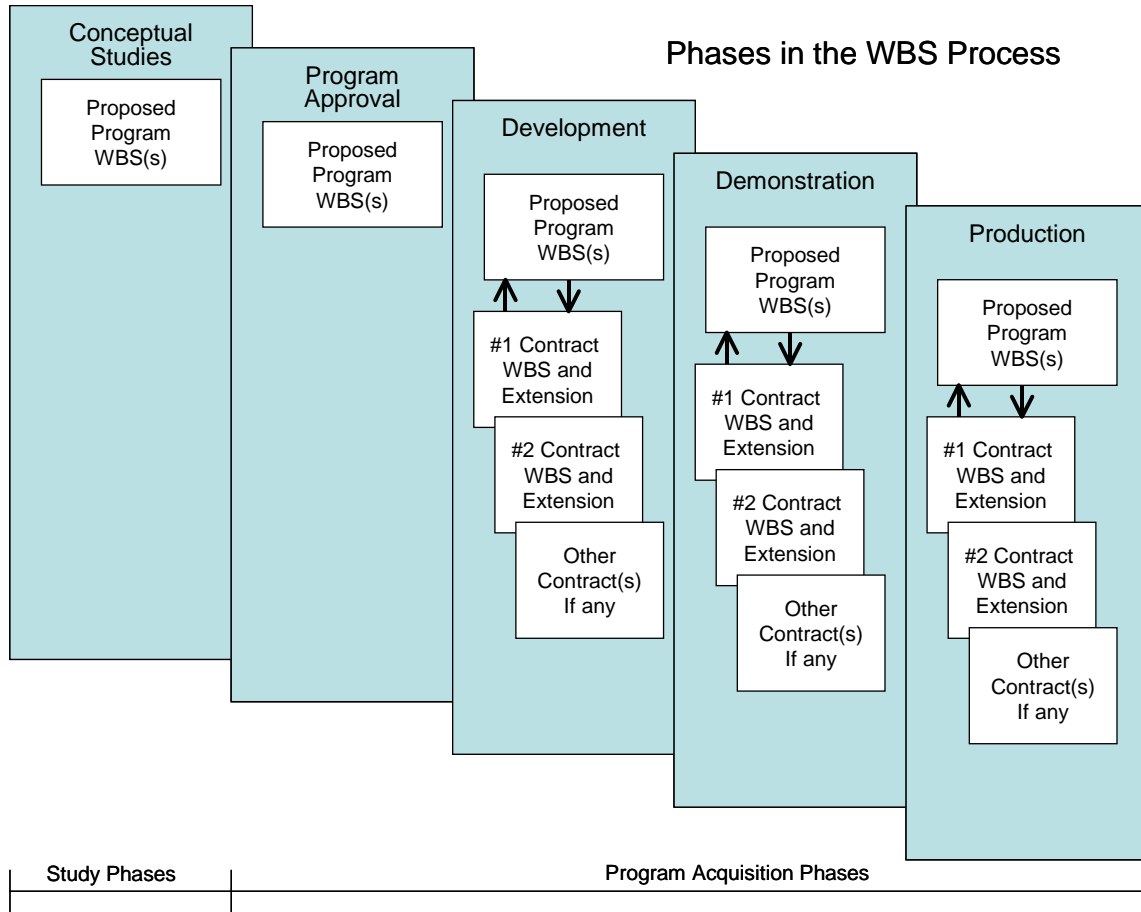 Phases in the WBS Process
Conceptual
Studies
Proposed
Program
WBS(s)
Program
Approval
Proposed
Program
WBS(s)
Development
Proposed
Program
WBS(s)
#1 Contract
WBS and
Extension
#2 Contract
WBS and
Extension
Other
Contract(s)
If any
Demonstration
Proposed
Program
WBS(s)
#1 Contract
WBS and
Extension
#2 Contract
WBS and
Extension
Other
Contract(s)
If any
Production
Proposed
Program
WBS(s)
#1 Contract
WBS and
Extension
#2 Contract
WBS and
Extension
Other
Contract(s)
If any
Study Phases
Program Acquisition Phases